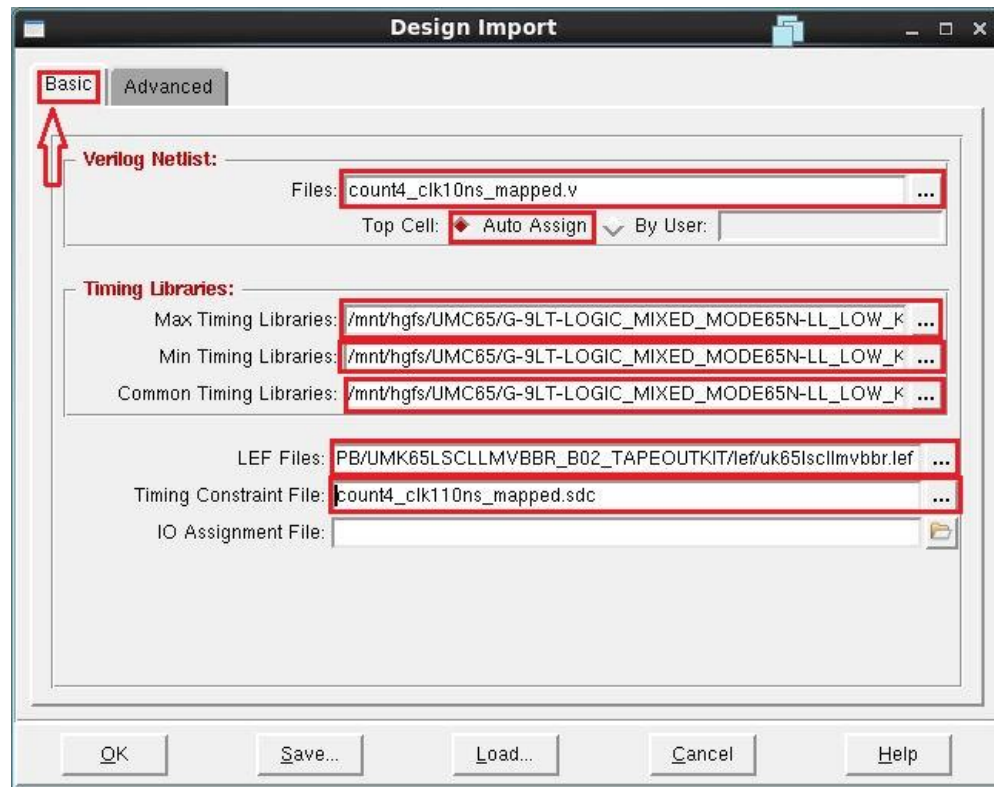 Design Import
Basic Advanced
Verilog Netlist:
Files: count4_clk10ns_mapped.v ...
Top Cell: Auto Assign By User:
Timing Libraries:
Max Timing Libraries: /mnt/hgfs/UMC65/G-9LT-LOGIC_MIXED_MODE65N-LL_LOW_K ...
Min Timing Libraries: /mnt/hgfs/UMC65/G-9LT-LOGIC_MIXED_MODE65N-LL_LOW_K ...
Common Timing Libraries: /mnt/hgfs/UMC65/G-9LT-LOGIC_MIXED_MODE65N-LL_LOW_K ...
LEF Files: PB/UMK65LSCLLMVBBR_B02_TAPEOUTKIT/lef/uk65lscllmvbbr.lef ...
Timing Constraint File: count4_clk110ns_mapped.sdc ...
IO Assignment File:
OK Save... Load... Cancel Help